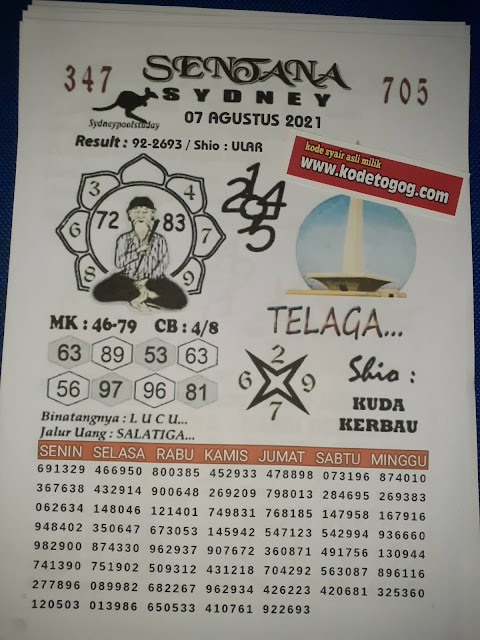 347
SENTANA
705
SYDNEY
Sydneypoolstoday
07 AGUSTUS 2021
Result : 92-2693 / Shio : ULAR
kode syair asli milik
www.kodetogog.com
3 4
72 83
6 7
8 9
MK : 46-79 CB : 4/8
TELAGA...
63 89 53 63
56 97 96 81
2
6 9
7
Shio :
KUDA
KERBAU
Binatangnya : L U C U...
Jalur Uang : SALATIGA...
SENIN SELASA RABU KAMIS JUMAT SABTU MINGGU
691329 466950 800385 452933 478898 073196 874010
367638 432914 900648 269209 798013 284695 269383
062634 148046 121401 749831 768185 147958 167916
948402 350647 673053 145942 547123 542994 936660
982900 874330 962937 907672 360871 491756 130944
741390 751902 509312 431218 704292 563087 896116
277896 089982 682267 962934 426223 420681 325360
120503 013986 650533 410761 922693